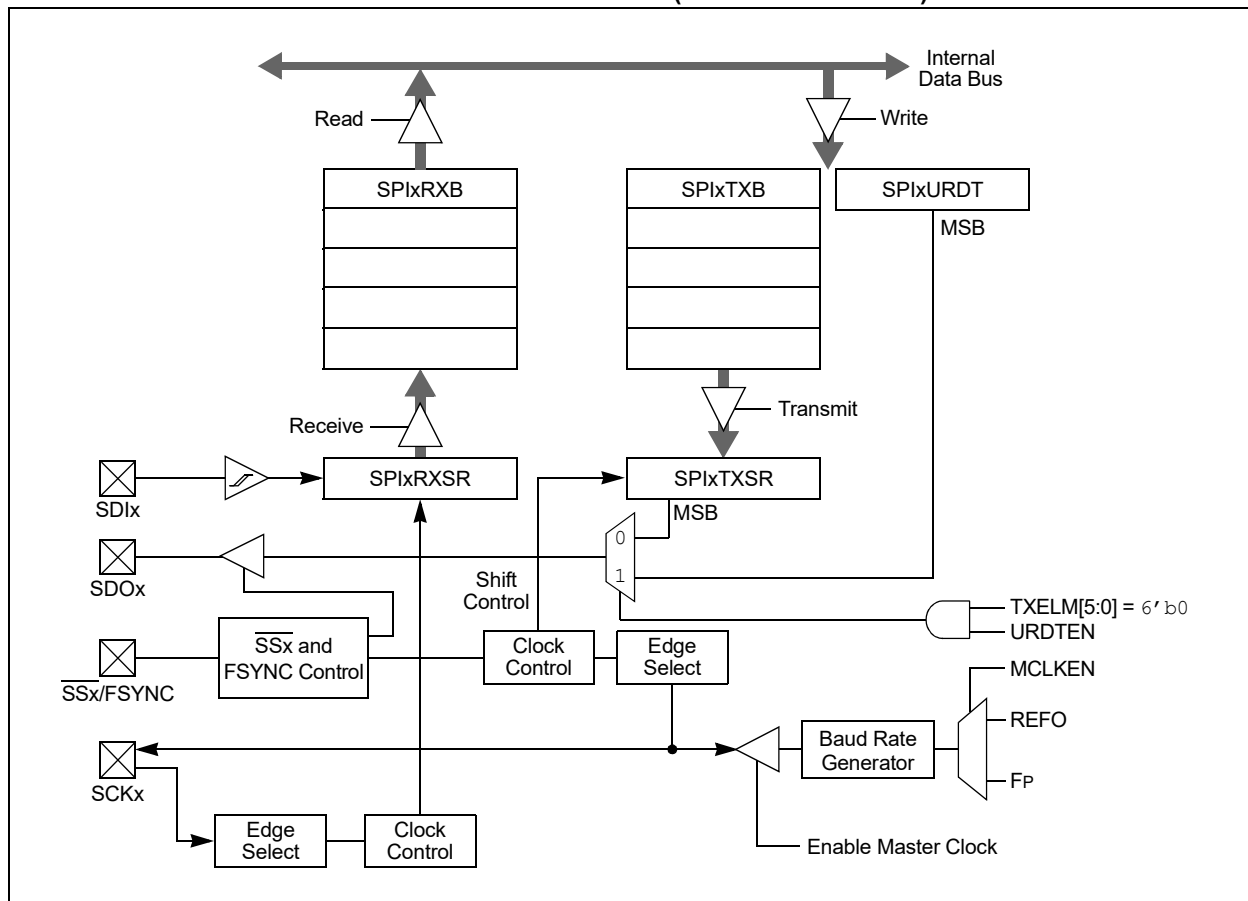 Internal
Data Bus
Read
Write
SPIxRXB
SPIxTXB
SPIxURDT
MSB
Transmit
Receive
SPIxRXSR
SPIxTXSR
SDIx
MSB
0
SDOx
1
Shift
Control
TXELM[5:0] = 6'b0
URDTEN
SSx and
FSYNC Control
Clock
Control
Edge
Select
MCLKEN
SSx/FSYNC
REFO
Baud Rate
Generator
FP
SCKx
Edge
Select
Clock
Control
Enable Master Clock